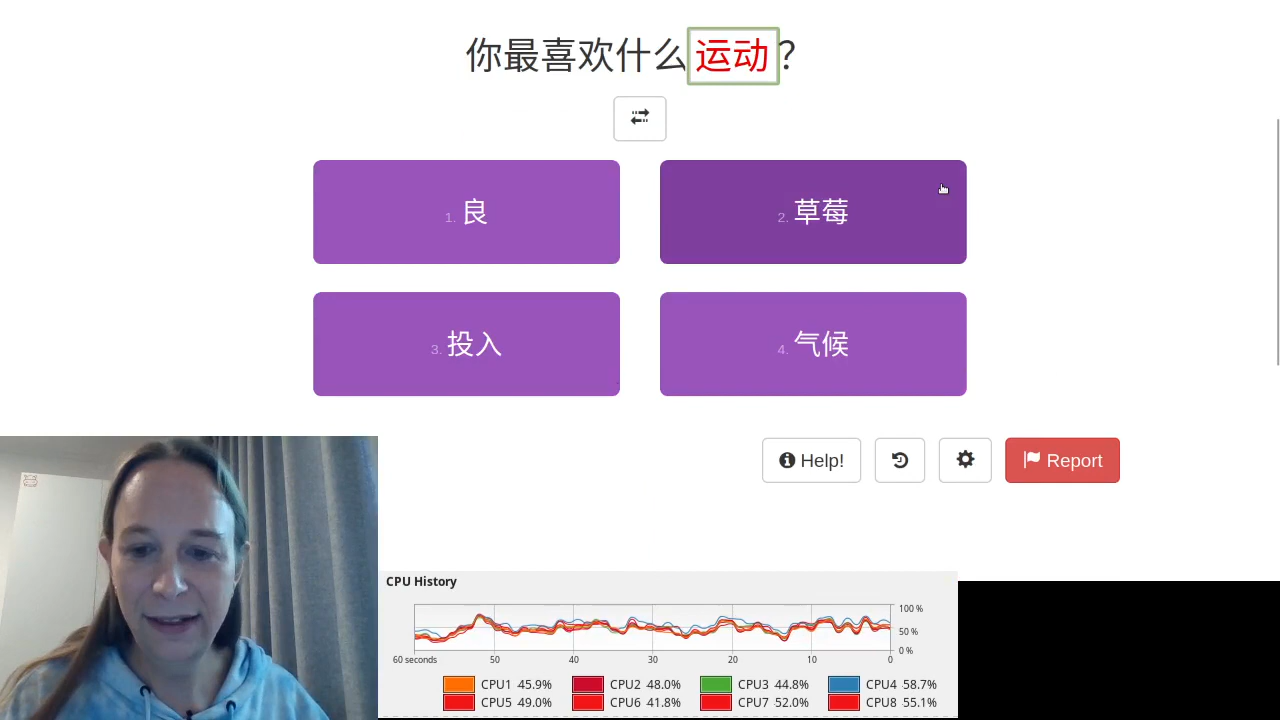 你最喜欢什么运动？
1. 良
2. 草莓
3. 投入
4. 气候
Help!
Report
CPU History
100 %
50 %
0 %
60 seconds 50 40 30 20 10 0
CPU1 45.9% CPU2 48.0% CPU3 44.8% CPU4 58.7%
CPU5 49.0% CPU6 41.8% CPU7 52.0% CPU8 55.1%